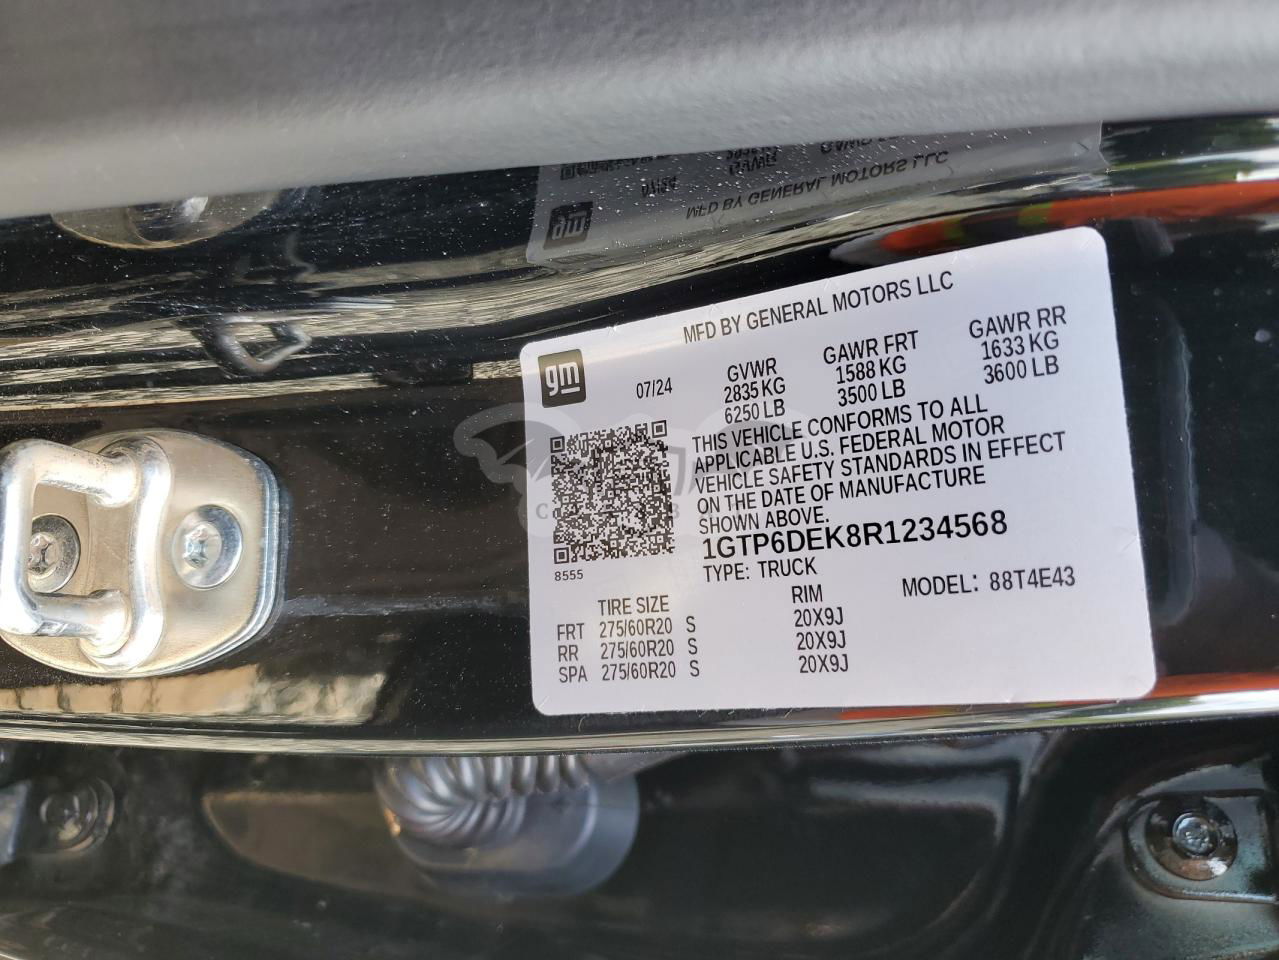 MFD BY GENERAL MOTORS LLC
gm
07/24
GVWR
2835 KG
6250 LB
GAWR FRT
1588 KG
3500 LB
GAWR RR
1633 KG
3600 LB
THIS VEHICLE CONFORMS TO ALL
APPLICABLE U.S. FEDERAL MOTOR
VEHICLE SAFETY STANDARDS IN EFFECT
ON THE DATE OF MANUFACTURE
SHOWN ABOVE.
1GTP6DEK8R1234568
8555
TYPE: TRUCK
MODEL: 88T4E43
TIRE SIZE RIM
FRT 275/60R20 S 20X9J
RR 275/60R20 S 20X9J
SPA 275/60R20 S 20X9J